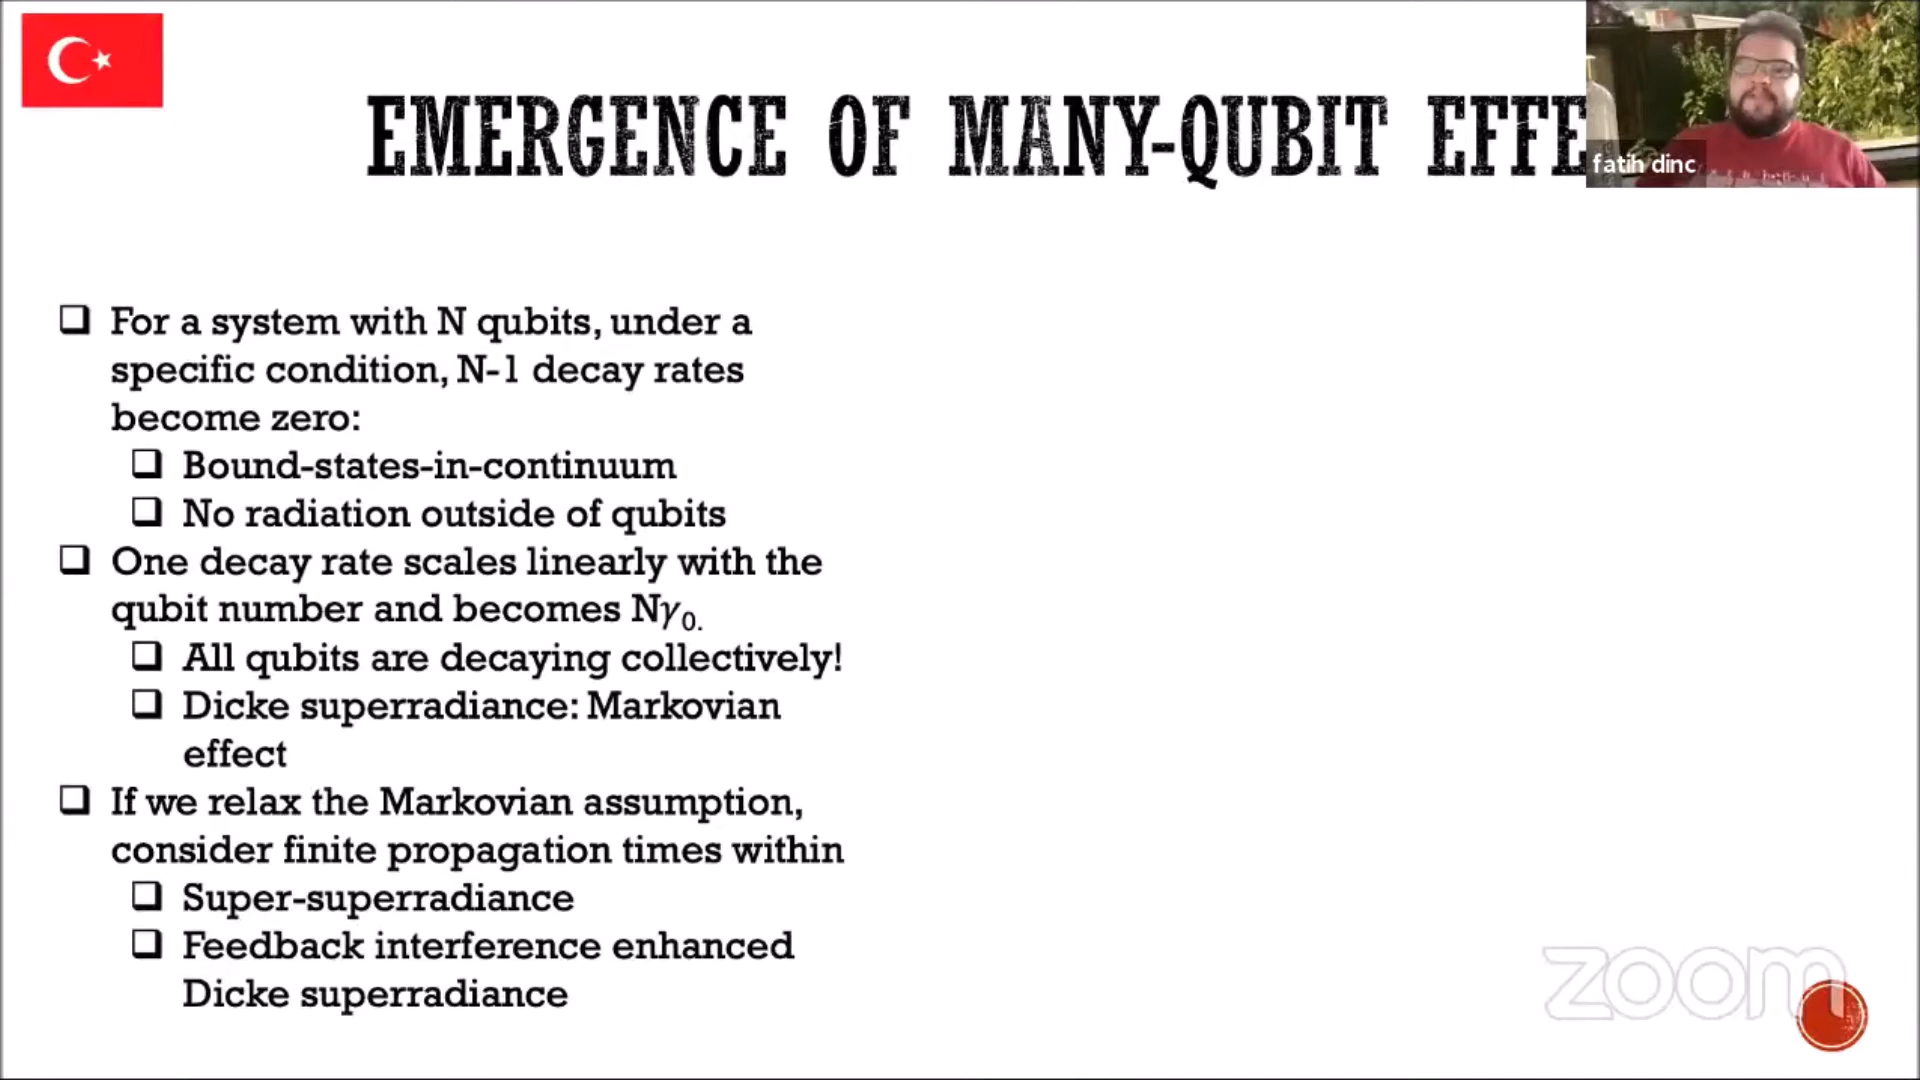 EMERGENCE OF MANY-QUBIT EFFE
fatih dinc
❑ For a system with N qubits, under a
specific condition, N-1 decay rates
become zero:
❑ Bound-states-in-continuum
❑ No radiation outside of qubits
❑ One decay rate scales linearly with the
qubit number and becomes Nγ₀.
❑ All qubits are decaying collectively!
❑ Dicke superradiance: Markovian
effect
❑ If we relax the Markovian assumption,
consider finite propagation times within
❑ Super-superradiance
❑ Feedback interference enhanced
Dicke superradiance
zoom